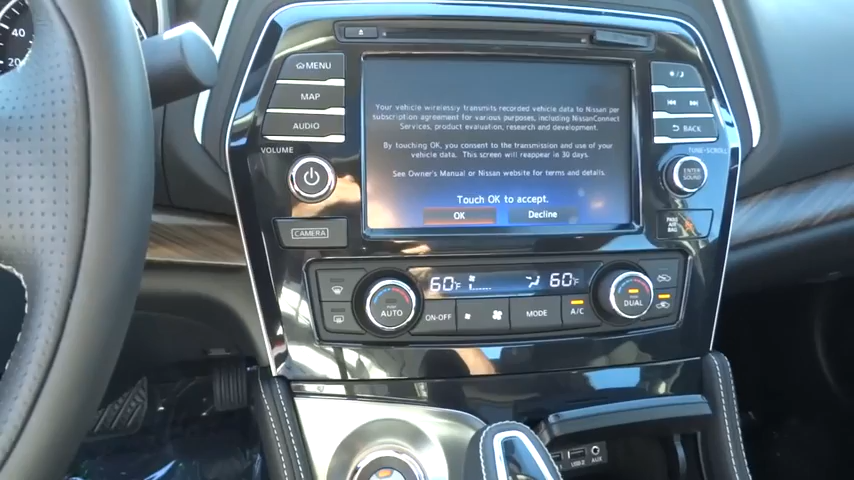 40
20
MENU
MAP
AUDIO
VOLUME
CAMERA
Your vehicle wirelessly transmits recorded vehicle data to Nissan per
subscription agreement for various purposes, including NissanConnect
Services, product evaluation, research and development.
By touching OK, you consent to the transmission and use of your
vehicle data. This screen will reappear in 30 days.
See Owner's Manual or Nissan website for terms and details.
Touch OK to accept.
OK
Decline
BACK
TUNE·SCROLL
ENTER
SOUND
PASS
AIR BAG
60°F
60°F
AUTO
ON·OFF
MODE
A/C
DUAL
AUX